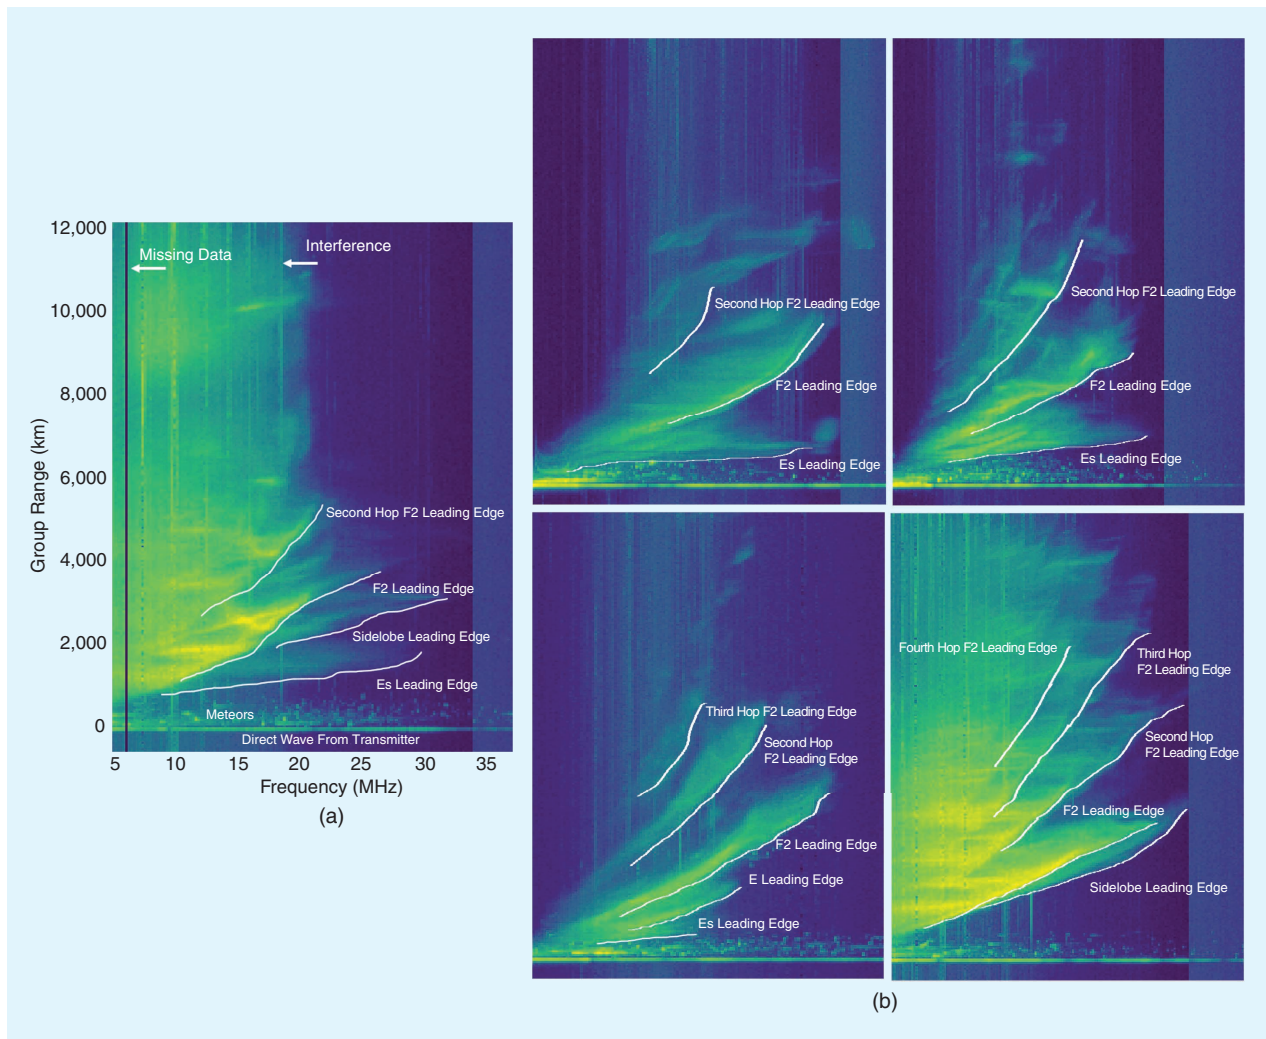 12,000
10,000
8,000
6,000
4,000
2,000
0
Group Range (km)
Missing Data
Interference
Second Hop F2 Leading Edge
F2 Leading Edge
Sidelobe Leading Edge
Es Leading Edge
Meteors
Direct Wave From Transmitter
5 10 15 20 25 30 35
Frequency (MHz)
(a)
Second Hop F2 Leading Edge
F2 Leading Edge
Es Leading Edge
Second Hop F2 Leading Edge
F2 Leading Edge
Es Leading Edge
Third Hop F2 Leading Edge
Second Hop
F2 Leading Edge
F2 Leading Edge
E Leading Edge
Es Leading Edge
Fourth Hop F2 Leading Edge
Third Hop
F2 Leading Edge
Second Hop
F2 Leading Edge
F2 Leading Edge
Sidelobe Leading Edge
(b)